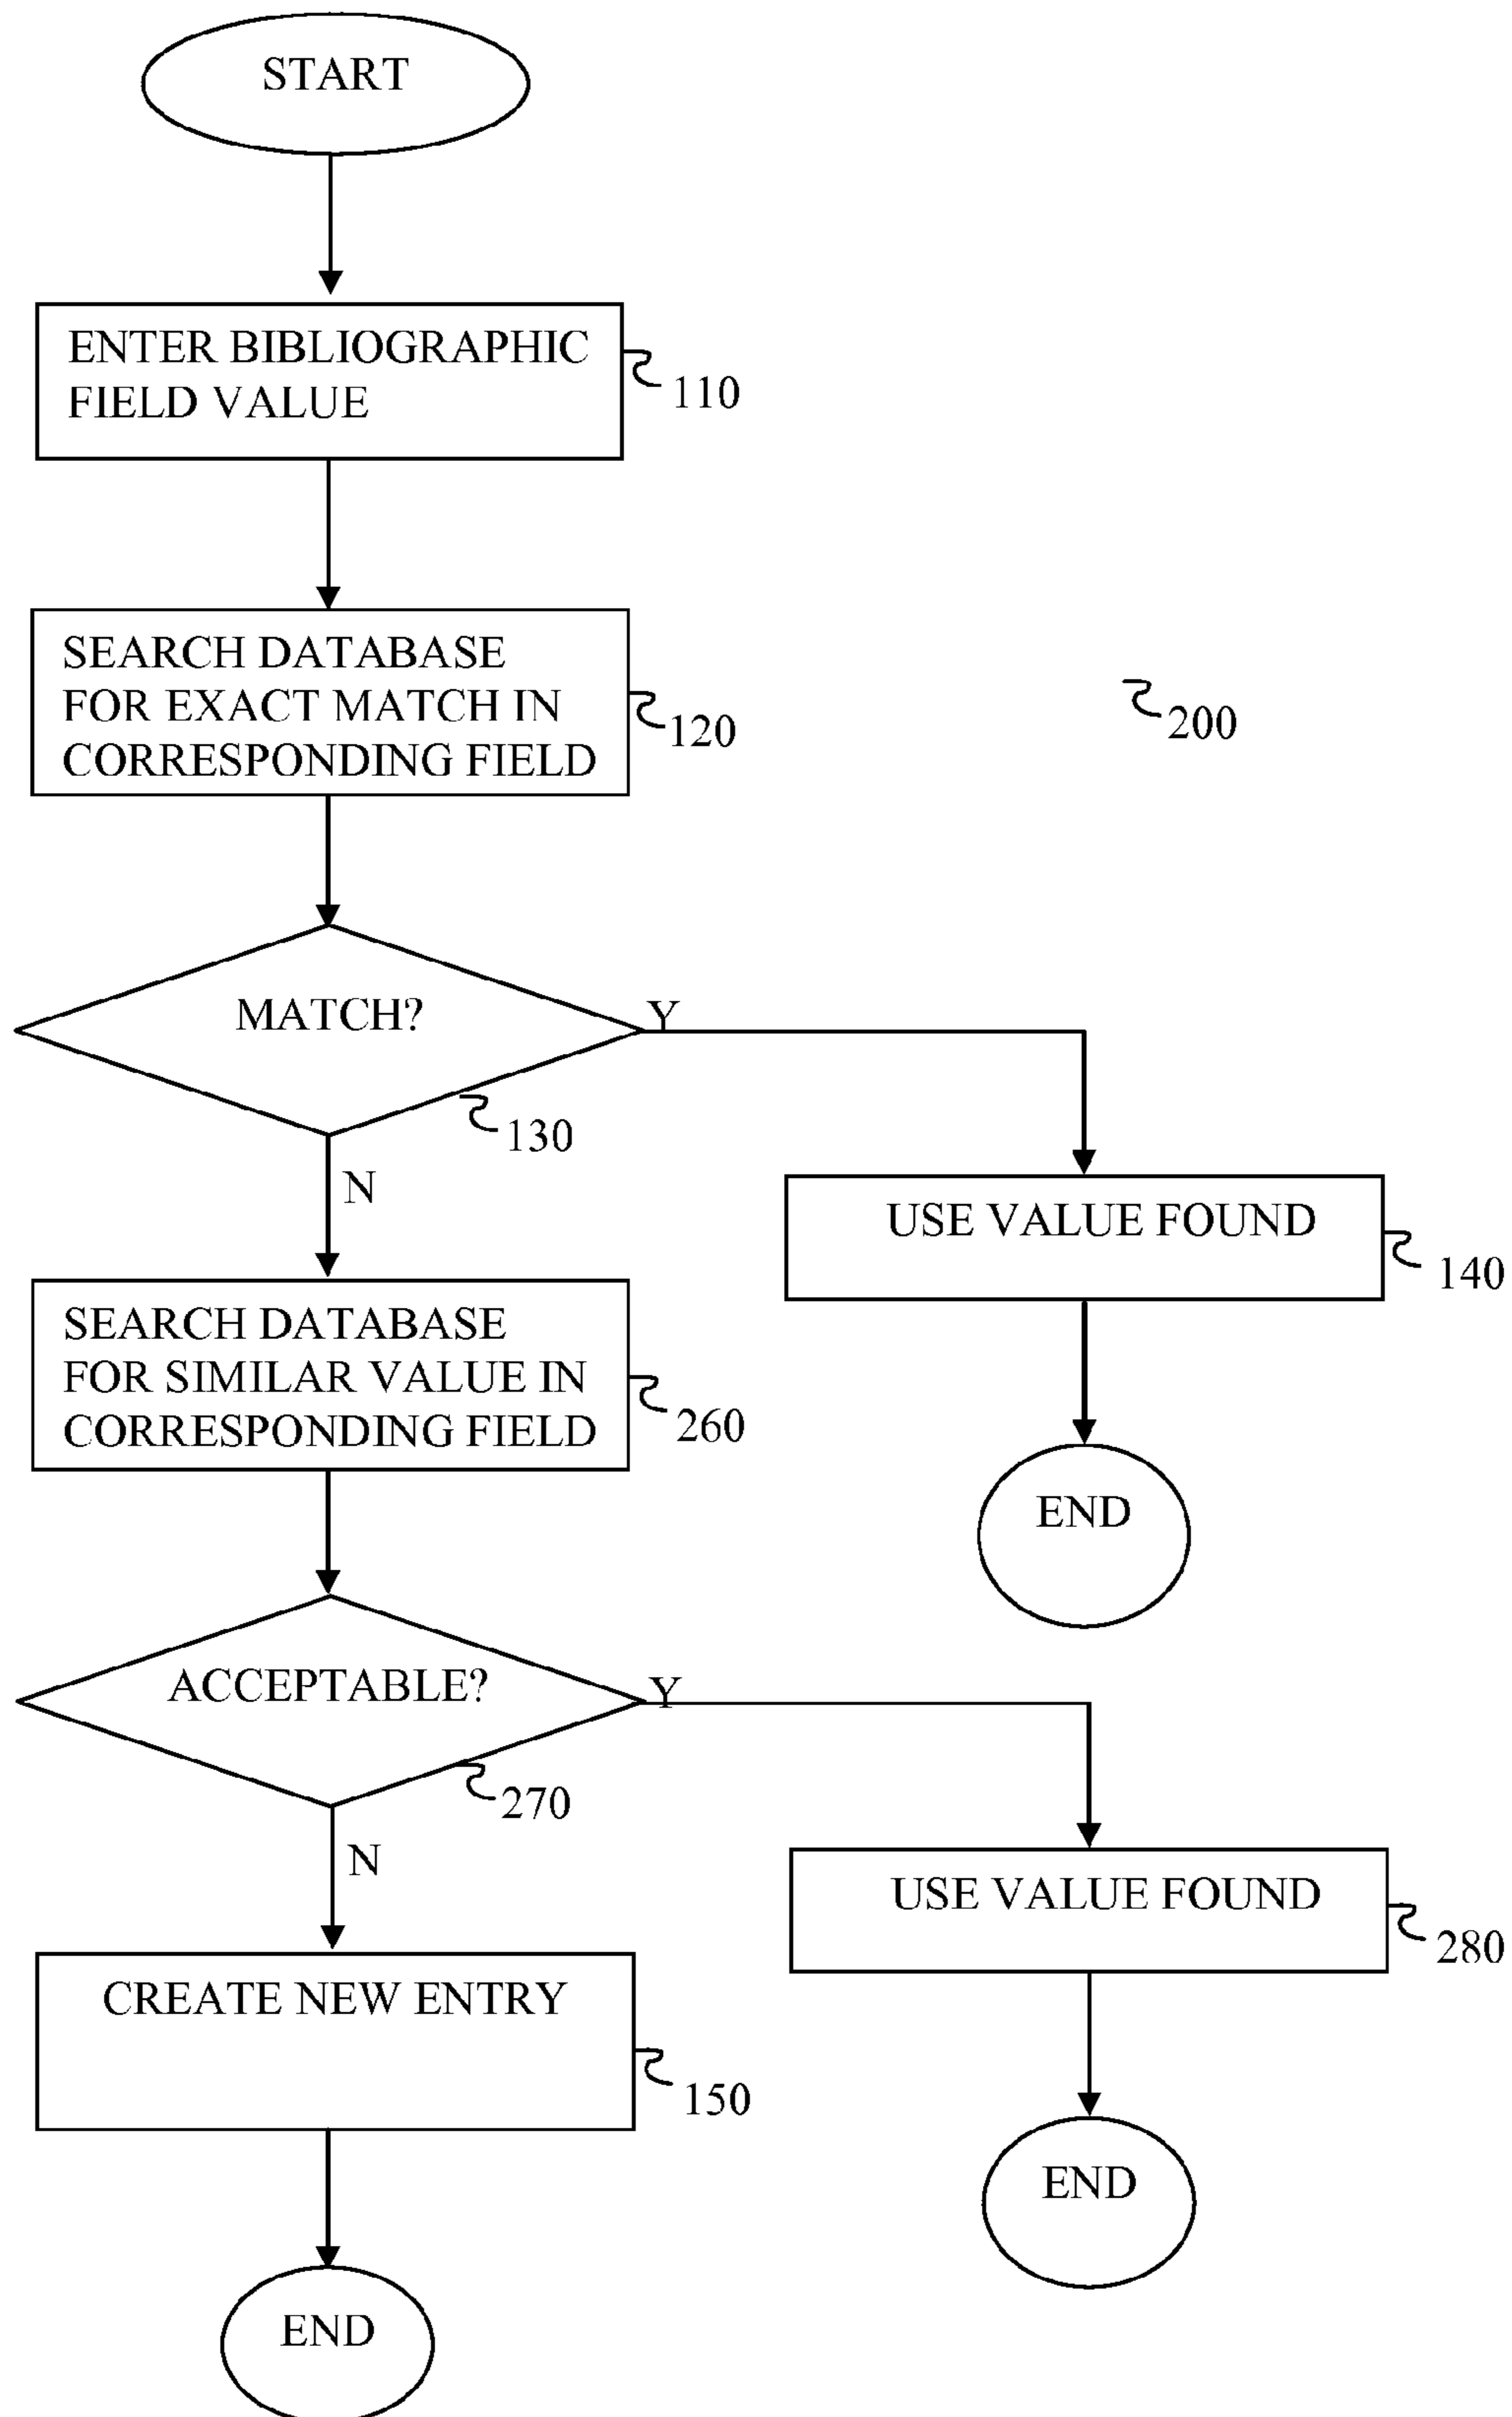 START
ENTER BIBLIOGRAPHIC
FIELD VALUE
110
SEARCH DATABASE
FOR EXACT MATCH IN
CORRESPONDING FIELD
120
200
MATCH?
Y
130
N
USE VALUE FOUND
140
SEARCH DATABASE
FOR SIMILAR VALUE IN
CORRESPONDING FIELD
260
END
ACCEPTABLE?
Y
270
N
USE VALUE FOUND
280
CREATE NEW ENTRY
150
END
END